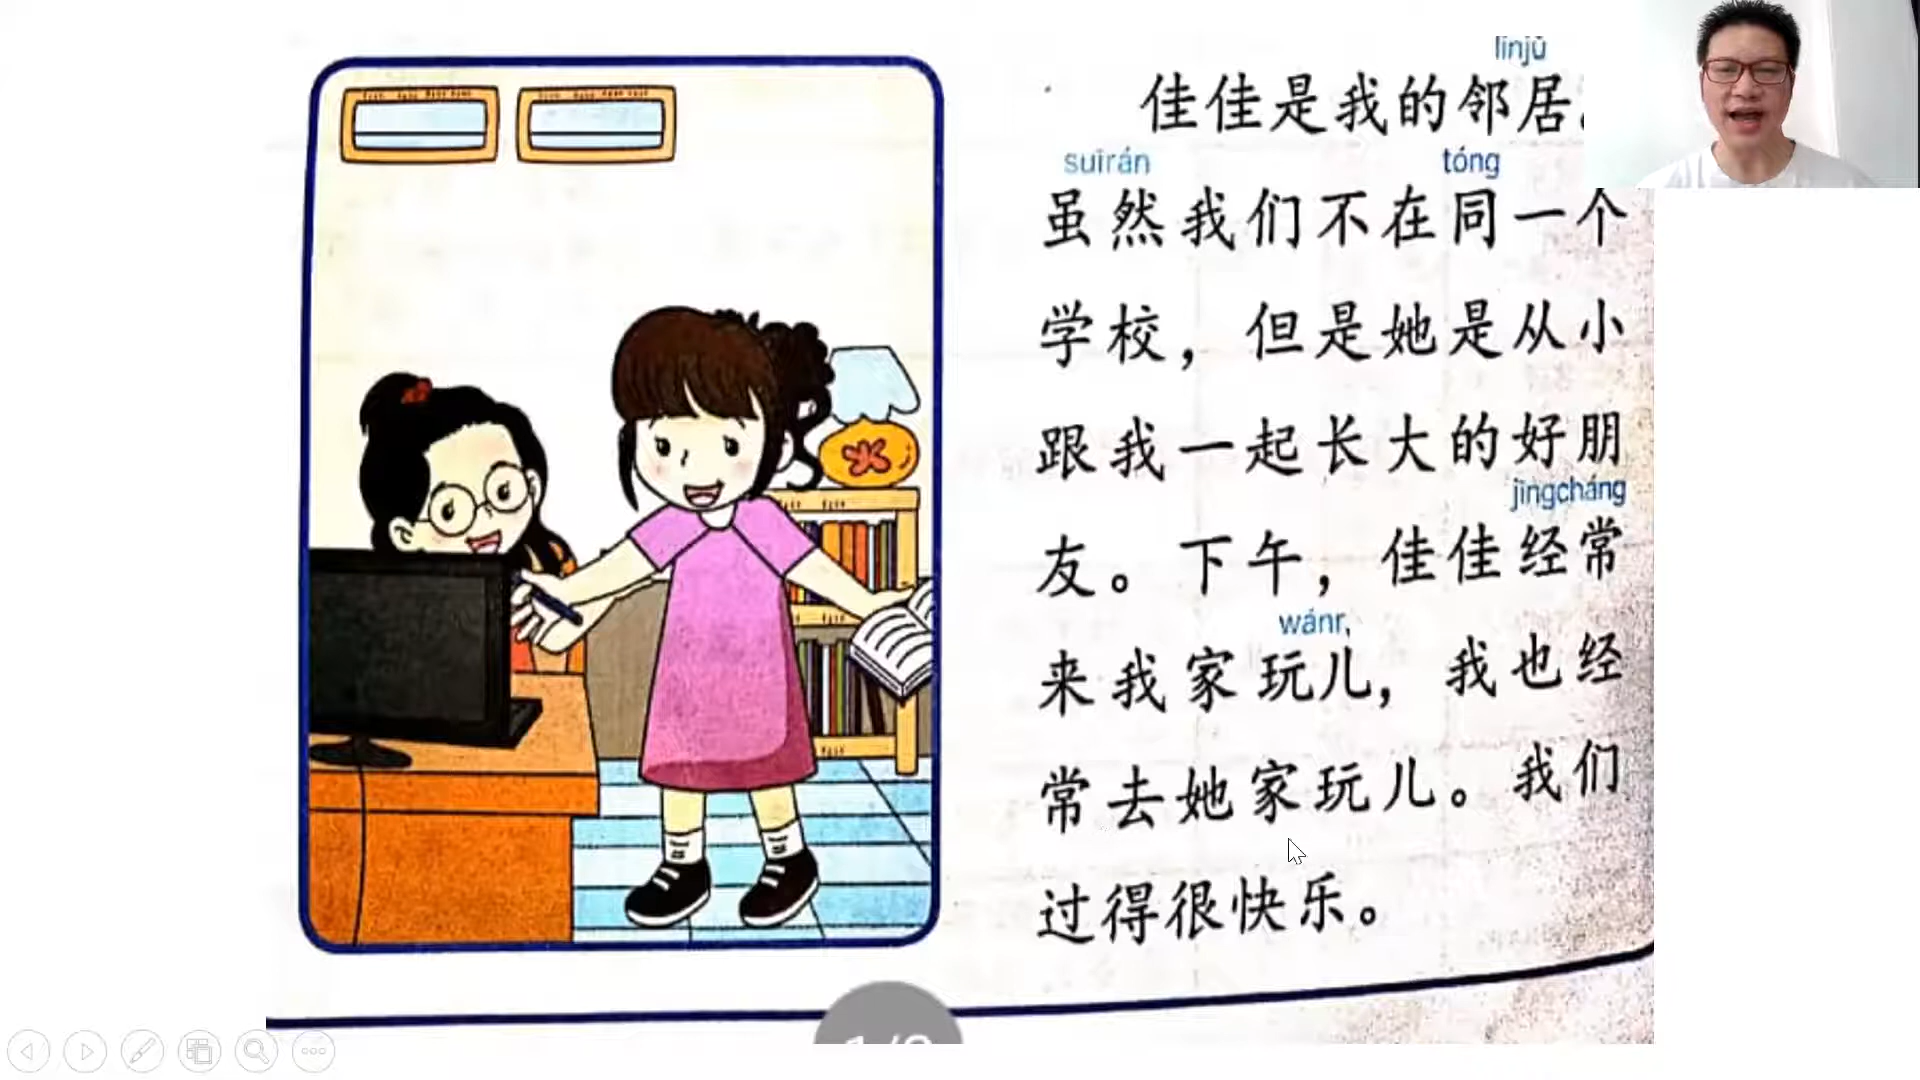 línjū
佳佳是我的邻居。
suīrán tóng
虽然我们不在同一个
学校，但是她是从小
跟我一起长大的好朋
jīngcháng
友。下午，佳佳经常
wánr,
来我家玩儿，我也经
常去她家玩儿。我们
过得很快乐。